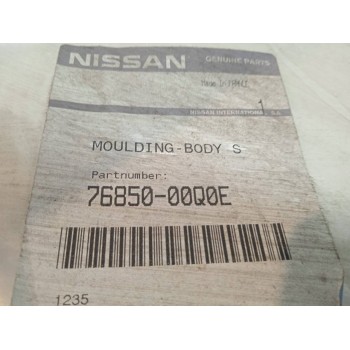 NISSAN
GENUINE PARTS
1
NISSAN INTERNATIONAL S.A.
MOULDING-BODY S
Partnumber:
76850-00Q0E
1235